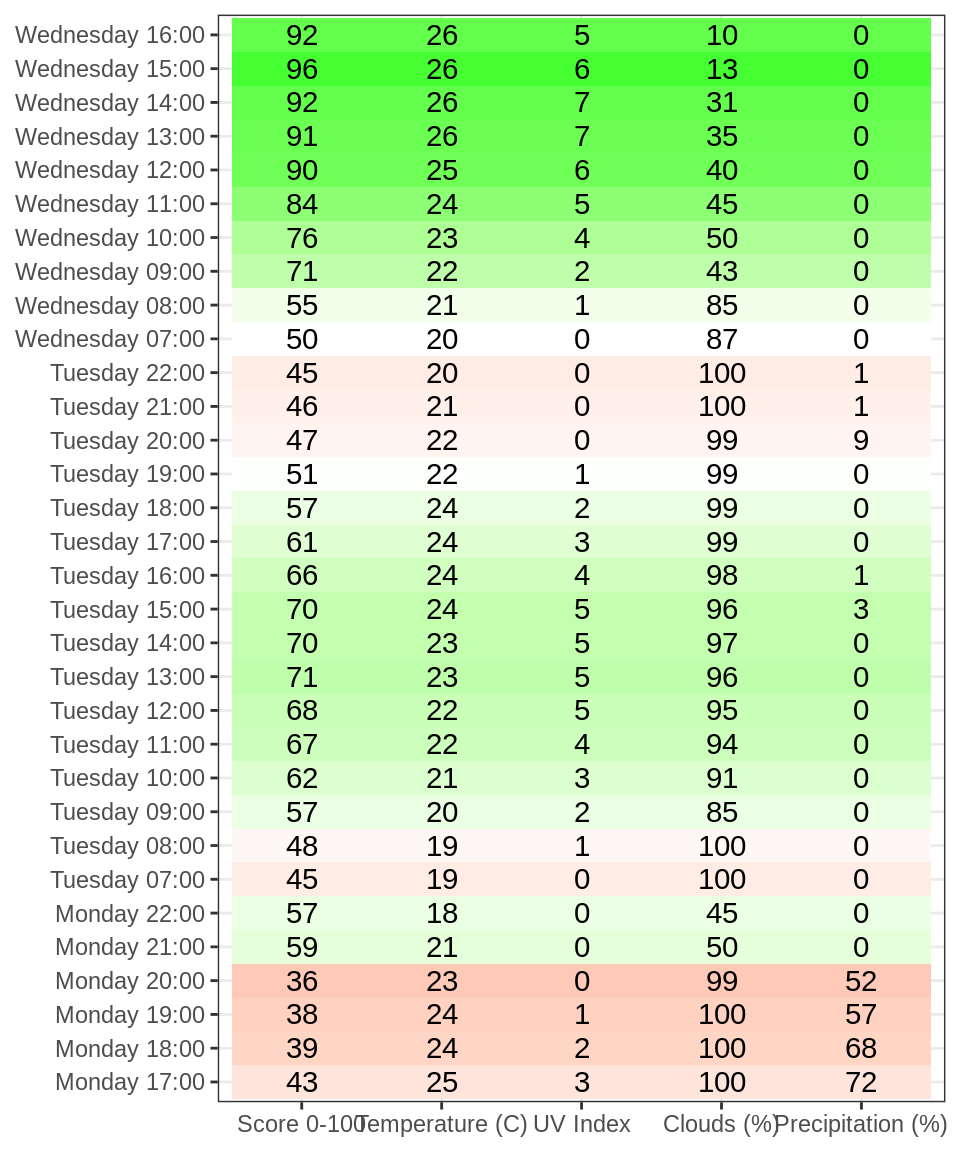 Wednesday 16:00 92 26 5 10 0
Wednesday 15:00 96 26 6 13 0
Wednesday 14:00 92 26 7 31 0
Wednesday 13:00 91 26 7 35 0
Wednesday 12:00 90 25 6 40 0
Wednesday 11:00 84 24 5 45 0
Wednesday 10:00 76 23 4 50 0
Wednesday 09:00 71 22 2 43 0
Wednesday 08:00 55 21 1 85 0
Wednesday 07:00 50 20 0 87 0
Tuesday 22:00 45 20 0 100 1
Tuesday 21:00 46 21 0 100 1
Tuesday 20:00 47 22 0 99 9
Tuesday 19:00 51 22 1 99 0
Tuesday 18:00 57 24 2 99 0
Tuesday 17:00 61 24 3 99 0
Tuesday 16:00 66 24 4 98 1
Tuesday 15:00 70 24 5 96 3
Tuesday 14:00 70 23 5 97 0
Tuesday 13:00 71 23 5 96 0
Tuesday 12:00 68 22 5 95 0
Tuesday 11:00 67 22 4 94 0
Tuesday 10:00 62 21 3 91 0
Tuesday 09:00 57 20 2 85 0
Tuesday 08:00 48 19 1 100 0
Tuesday 07:00 45 19 0 100 0
Monday 22:00 57 18 0 45 0
Monday 21:00 59 21 0 50 0
Monday 20:00 36 23 0 99 52
Monday 19:00 38 24 1 100 57
Monday 18:00 39 24 2 100 68
Monday 17:00 43 25 3 100 72
Score 0-100 Temperature (C) UV Index Clouds (%) Precipitation (%)